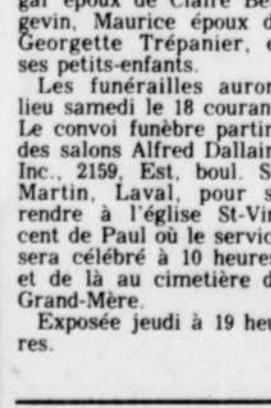 gar époux de Claire Be
gevin, Maurice époux d
Georgette Trépanier, e
ses petits-enfants.
Les funérailles auron
lieu samedi le 18 couran
Le convoi funèbre partir
des salons Alfred Dallair
Inc., 2159, Est, boul. S
Martin, Laval, pour s
rendre à l'église St-Vin
cent de Paul où le servic
sera célébré à 10 heures
et de là au cimetière d
Grand-Mère.
Exposée jeudi à 19 heu
res.